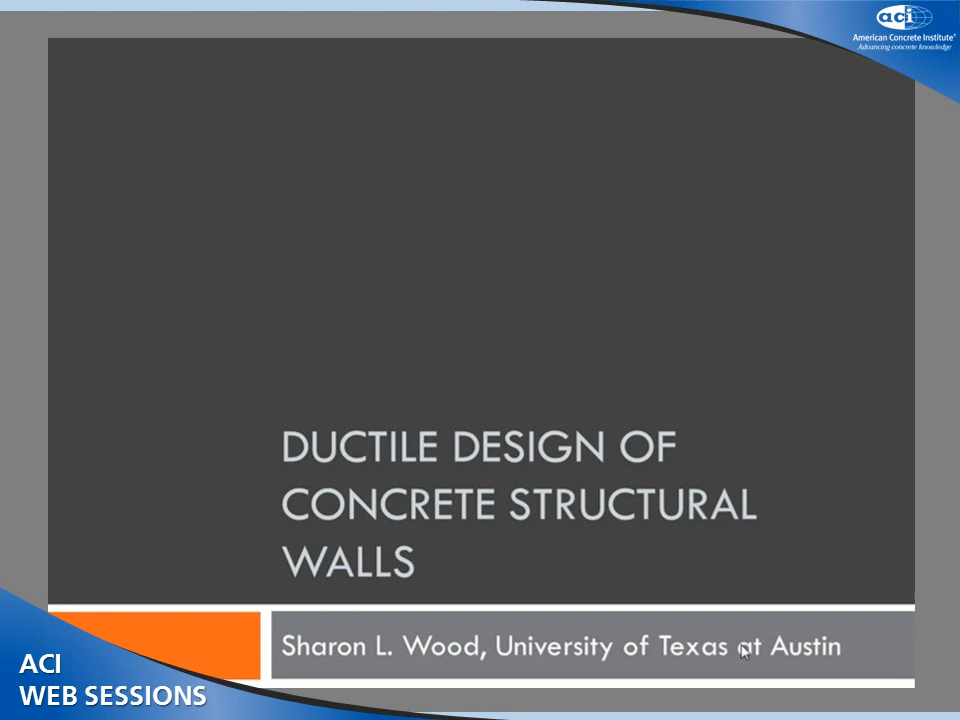 aci
American Concrete Institute®
Advancing concrete knowledge
DUCTILE DESIGN OF
CONCRETE STRUCTURAL
WALLS
Sharon L. Wood, University of Texas at Austin
ACI
WEB SESSIONS